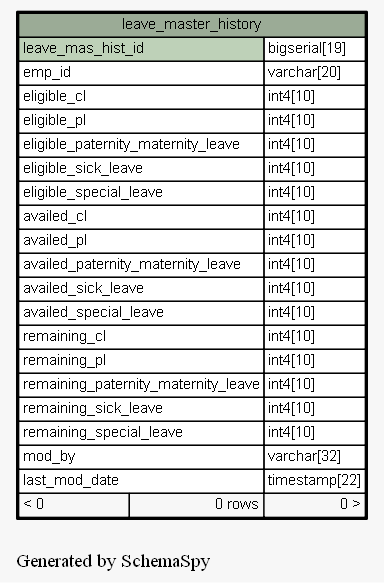 leave_master_history
leave_mas_hist_id bigserial[19]
emp_id varchar[20]
eligible_cl int4[10]
eligible_pl int4[10]
eligible_paternity_maternity_leave int4[10]
eligible_sick_leave int4[10]
eligible_special_leave int4[10]
availed_cl int4[10]
availed_pl int4[10]
availed_paternity_maternity_leave int4[10]
availed_sick_leave int4[10]
availed_special_leave int4[10]
remaining_cl int4[10]
remaining_pl int4[10]
remaining_paternity_maternity_leave int4[10]
remaining_sick_leave int4[10]
remaining_special_leave int4[10]
mod_by varchar[32]
last_mod_date timestamp[22]
< 0 0 rows 0 >
Generated by SchemaSpy